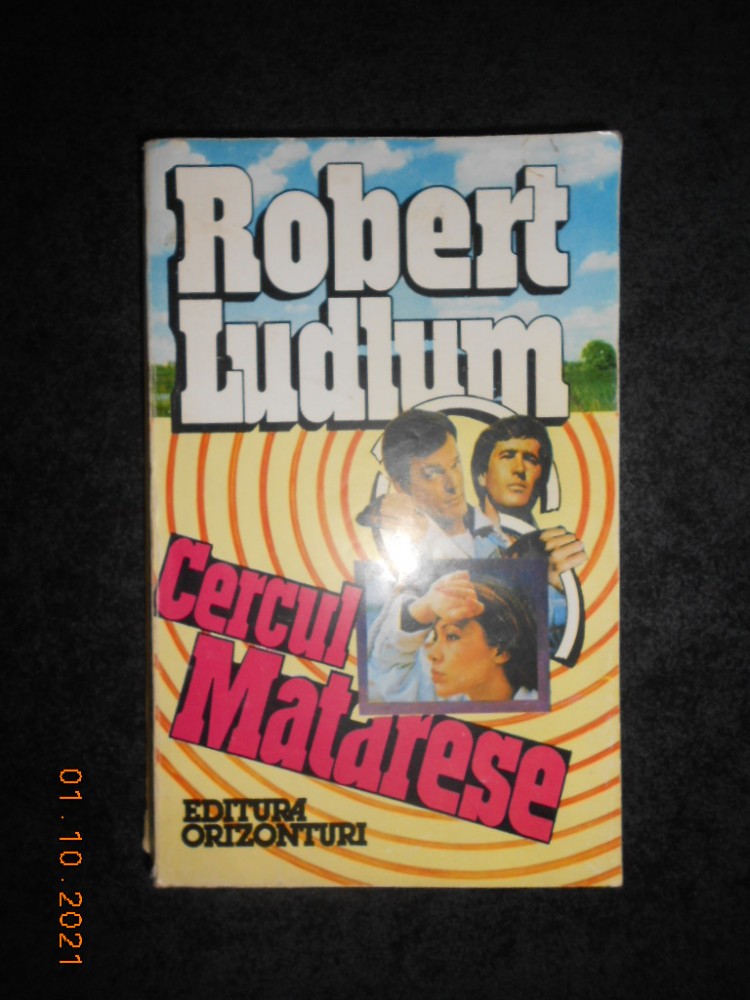 Robert
Ludlum
Cercul
Matarese
EDITURA
ORIZONTURI
01.10.2021